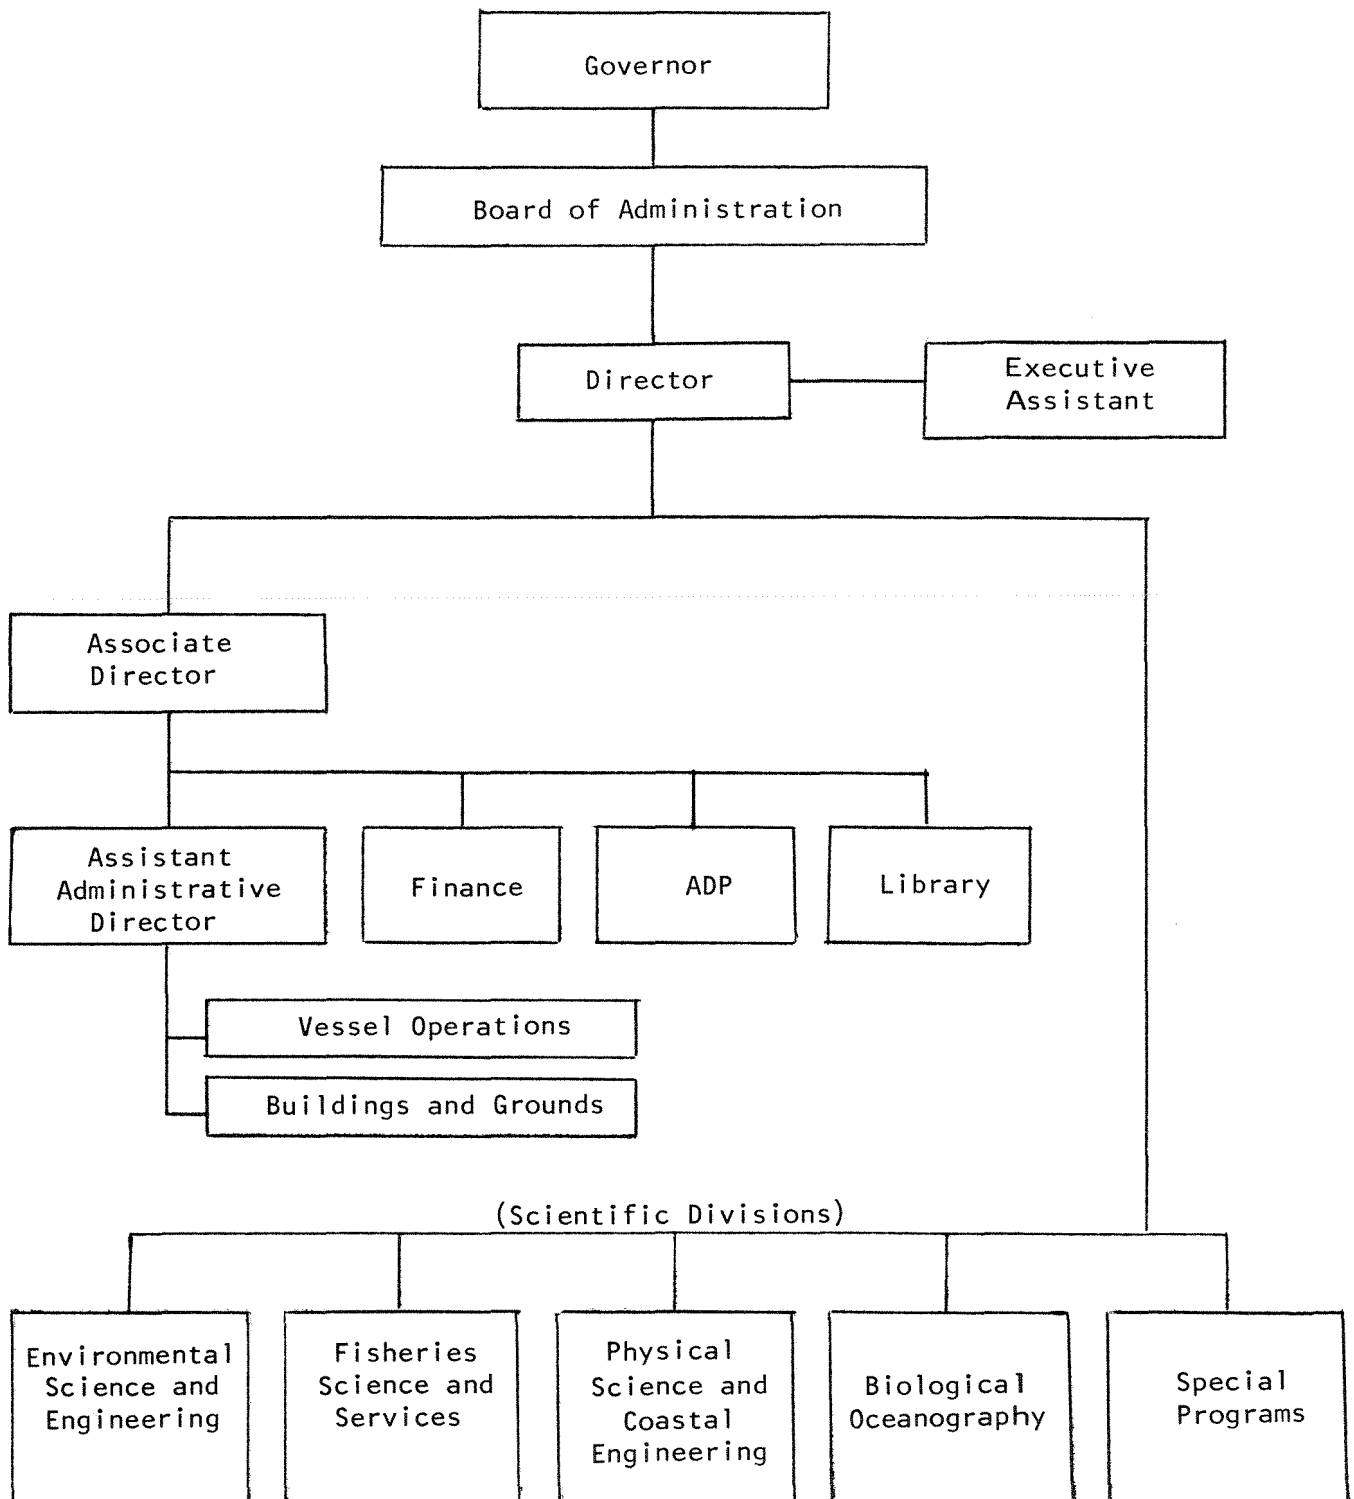 Governor
Board of Administration
Director
Executive
Assistant
Associate
Director
Assistant
Administrative
Director
Finance
ADP
Library
Vessel Operations
Buildings and Grounds
(Scientific Divisions)
Environmental
Science and
Engineering
Fisheries
Science and
Services
Physical
Science and
Coastal
Engineering
Biological
Oceanography
Special
Programs